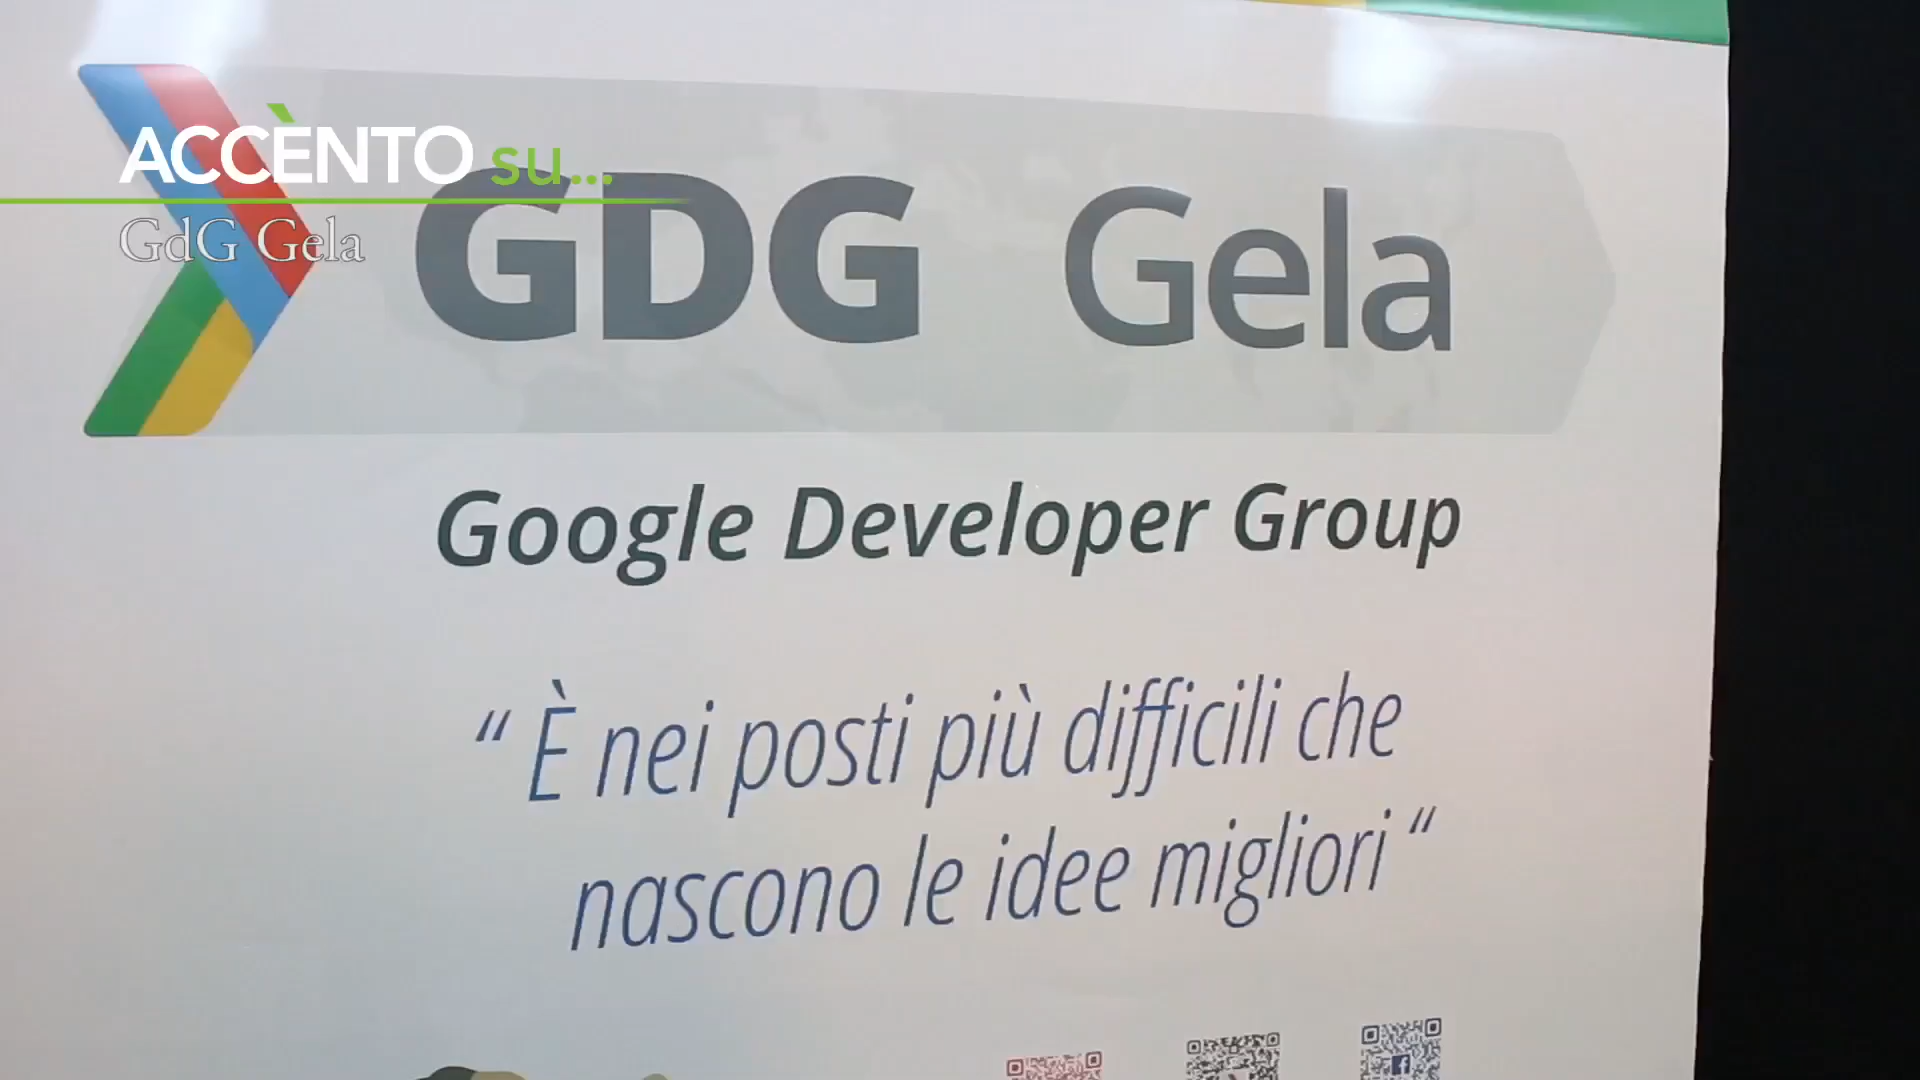 ACCÈNTO su...
GdG Gela
GDG Gela
Google Developer Group
“ È nei posti più difficili che
nascono le idee migliori “